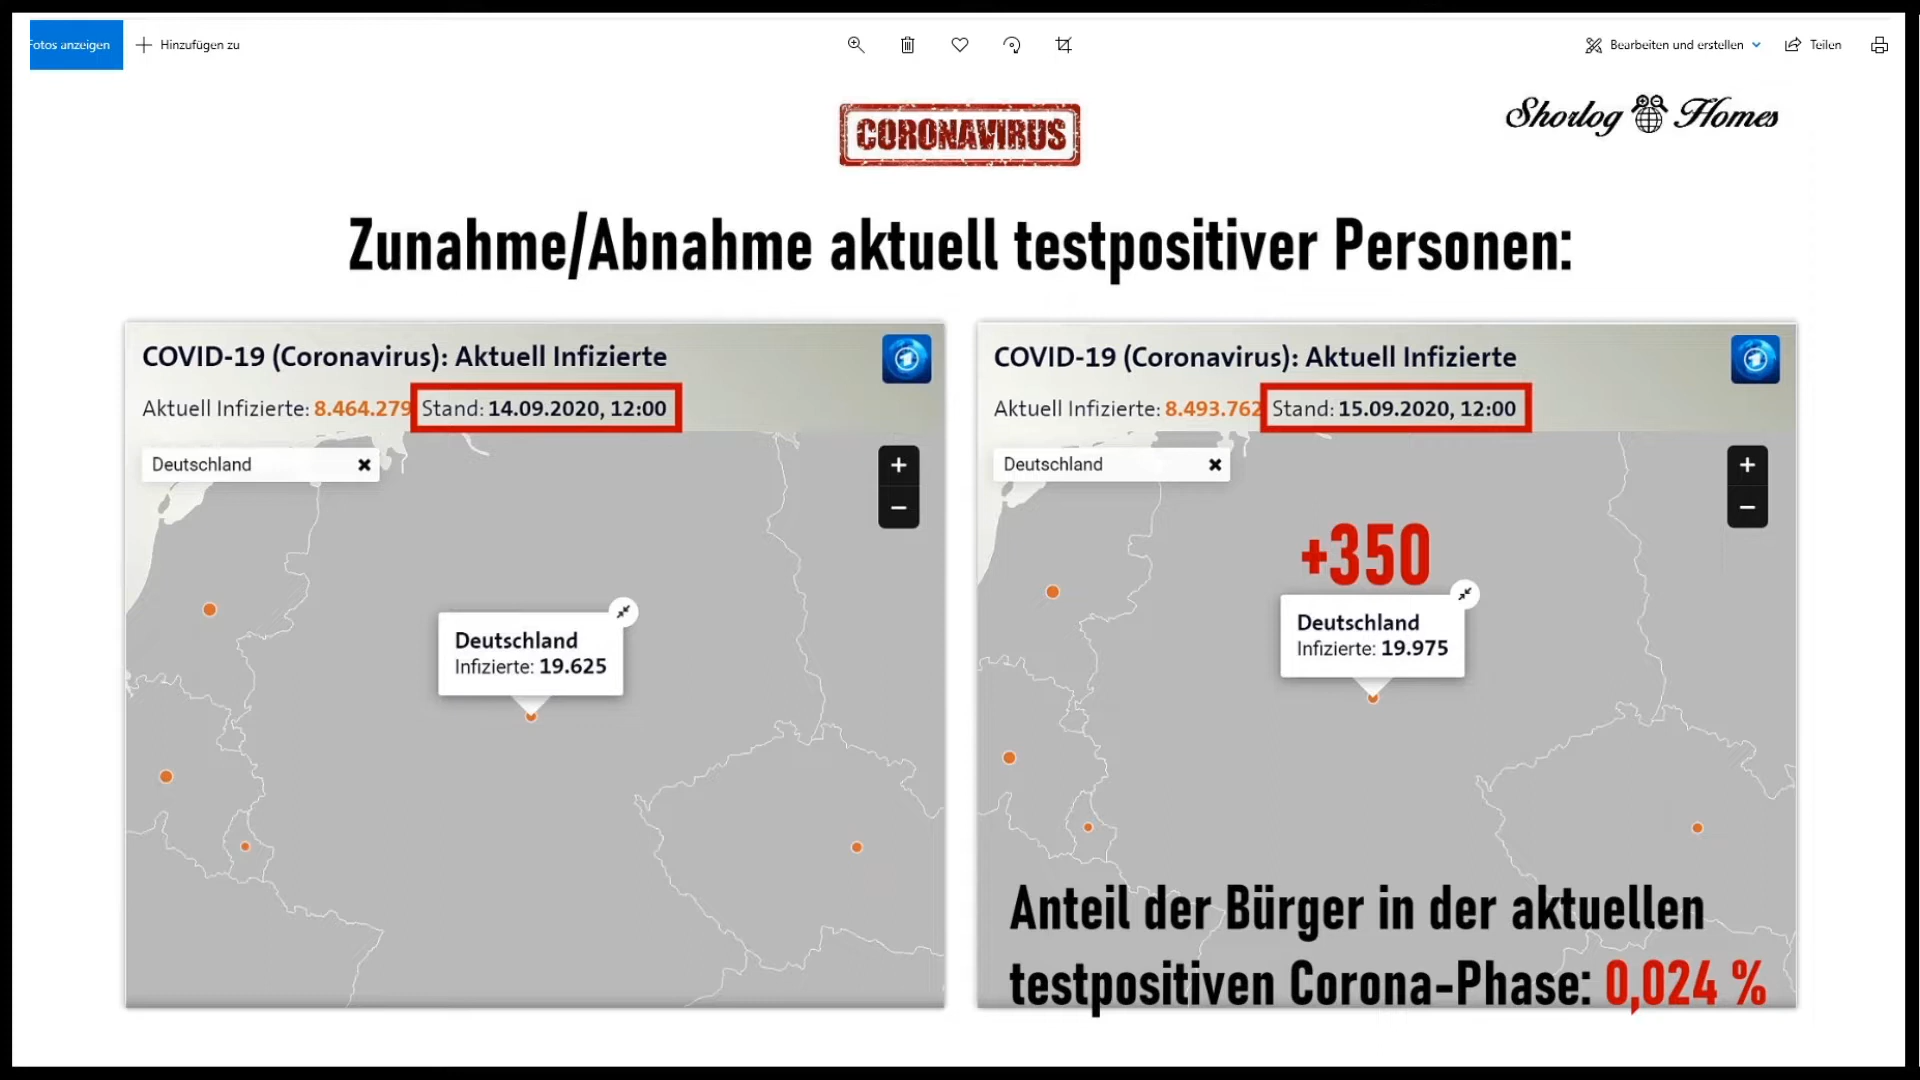 Fotos anzeigen
Hinzufügen zu
Bearbeiten und erstellen
Teilen
CORONAVIRUS
Shorlog Homes
Zunahme/Abnahme aktuell testpositiver Personen:
COVID-19 (Coronavirus): Aktuell Infizierte
Aktuell Infizierte: 8.464.279 Stand: 14.09.2020, 12:00
Deutschland
+
−
Deutschland
Infizierte: 19.625
COVID-19 (Coronavirus): Aktuell Infizierte
Aktuell Infizierte: 8.493.762 Stand: 15.09.2020, 12:00
Deutschland
+
−
+350
Deutschland
Infizierte: 19.975
Anteil der Bürger in der aktuellen
testpositiven Corona-Phase: 0,024 %